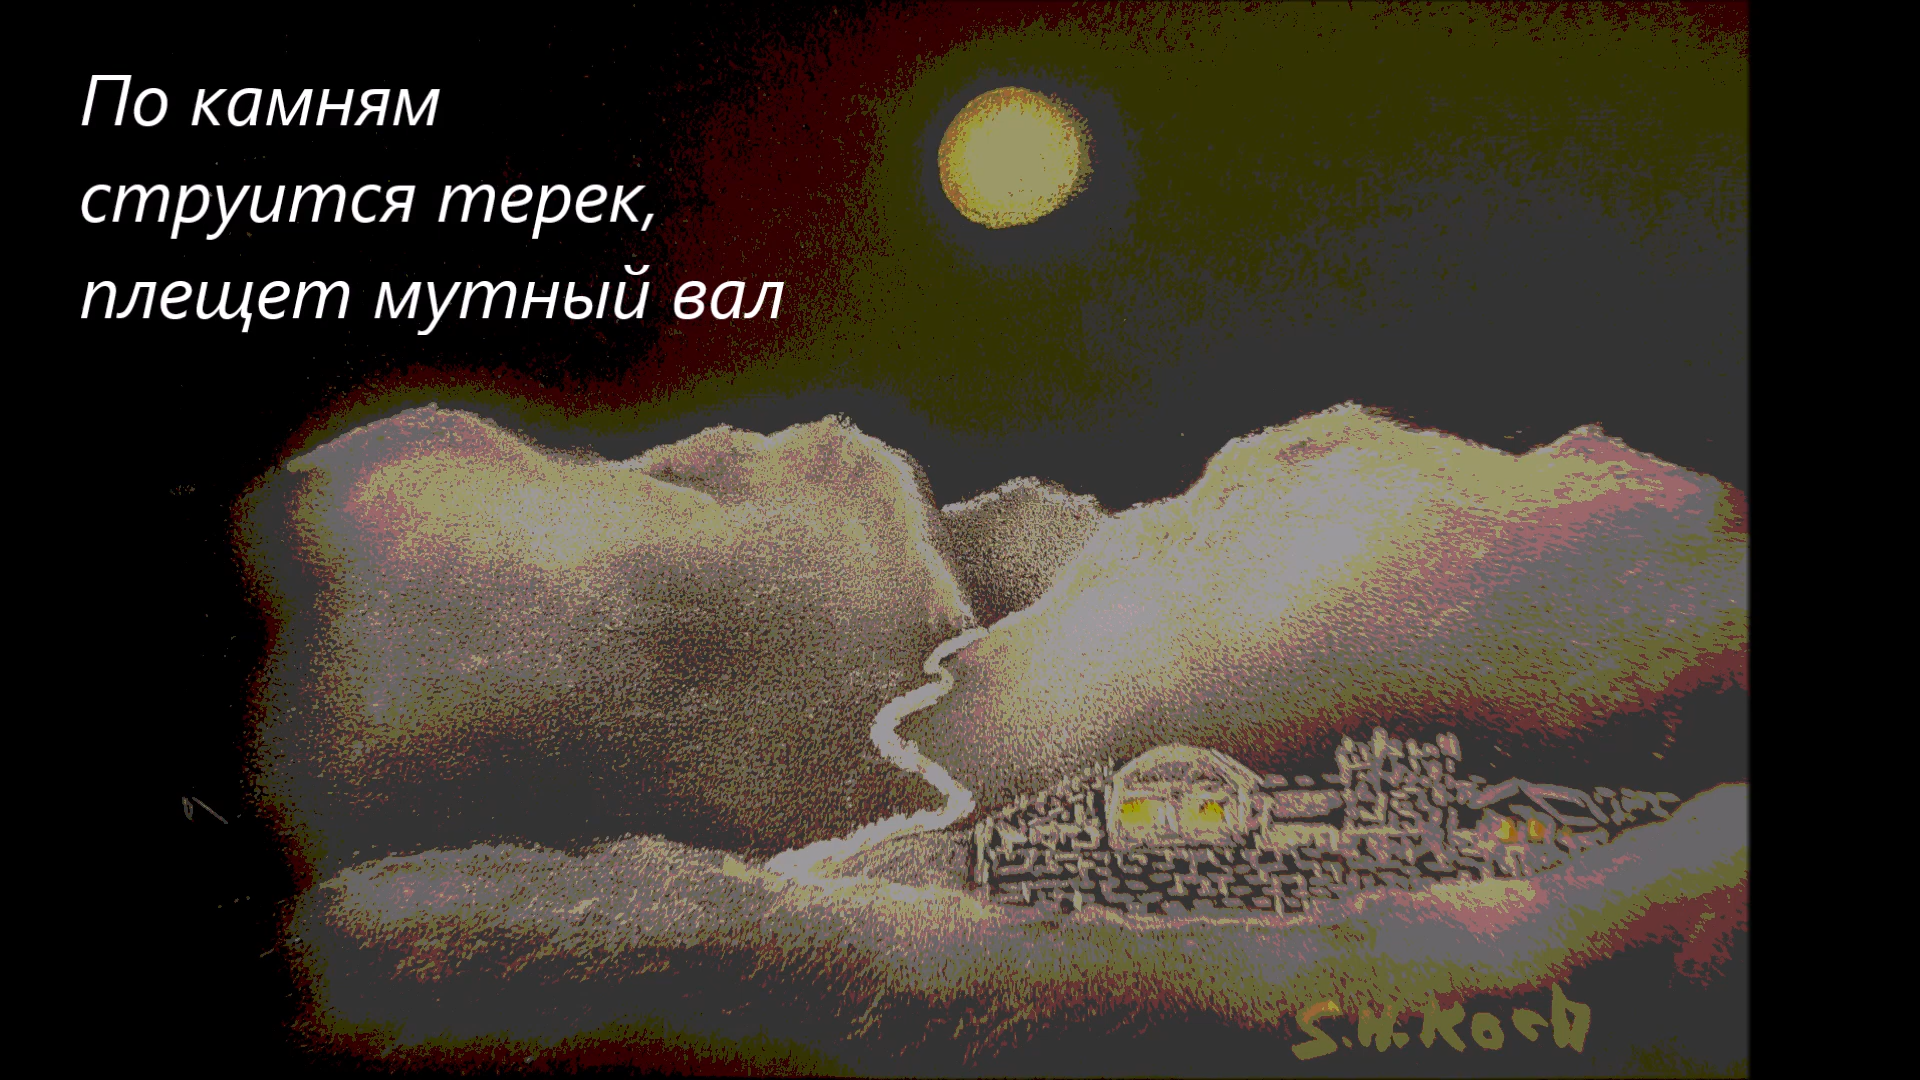 По камням
струится терек,
плещет мутный вал